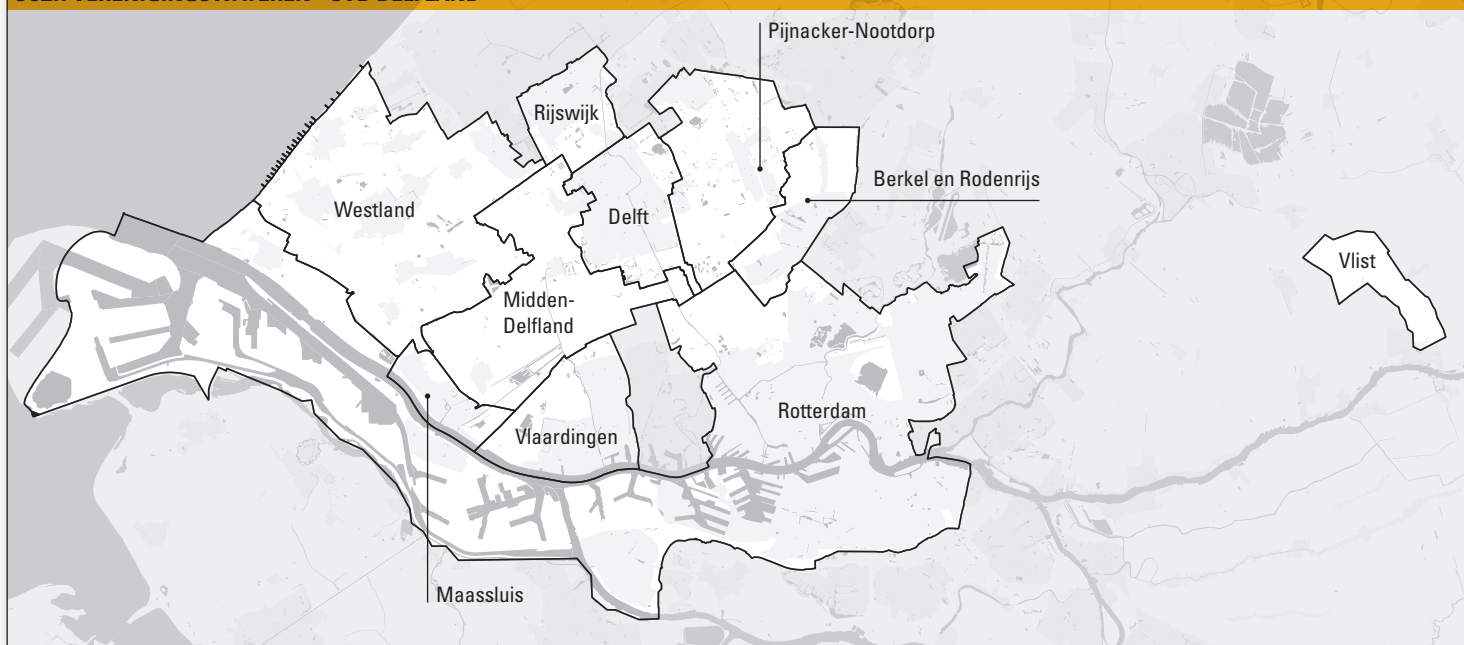 Pijnacker-Nootdorp
Rijswijk
Berkel en Rodenrijs
Westland
Delft
Vlist
Midden-
Delfland
Rotterdam
Vlaardingen
Maassluis